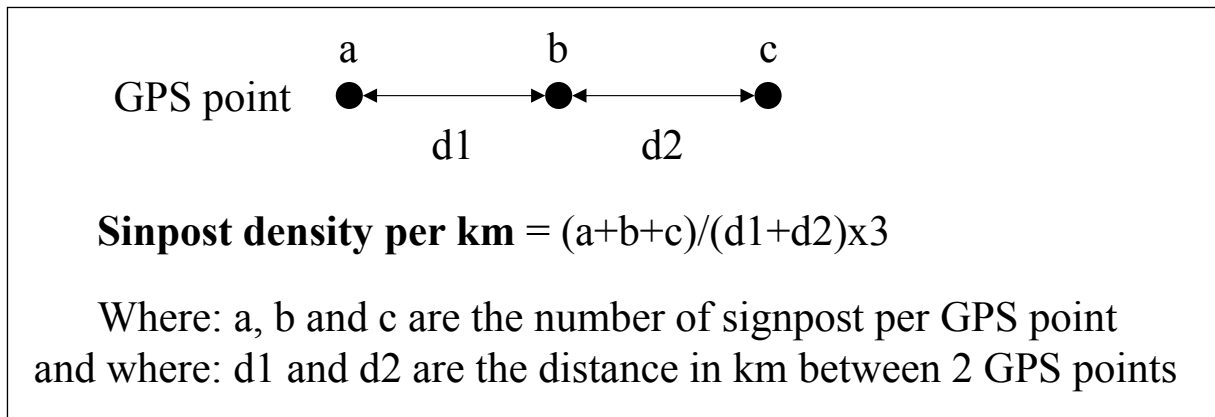 a b c
GPS point
d1 d2
Sinpost density per km = (a+b+c)/(d1+d2)x3
Where: a, b and c are the number of signpost per GPS point
and where: d1 and d2 are the distance in km between 2 GPS points